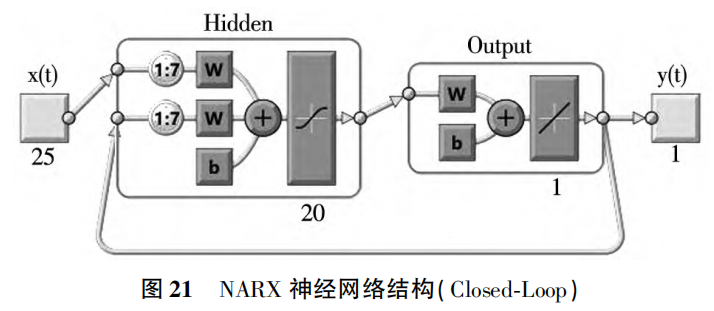 Hidden
x(t)
1:7
W
1:7
W
b
+
25
20
Output
W
b
+
1
y(t)
1
图 21 NARX 神经网络结构( Closed-Loop)